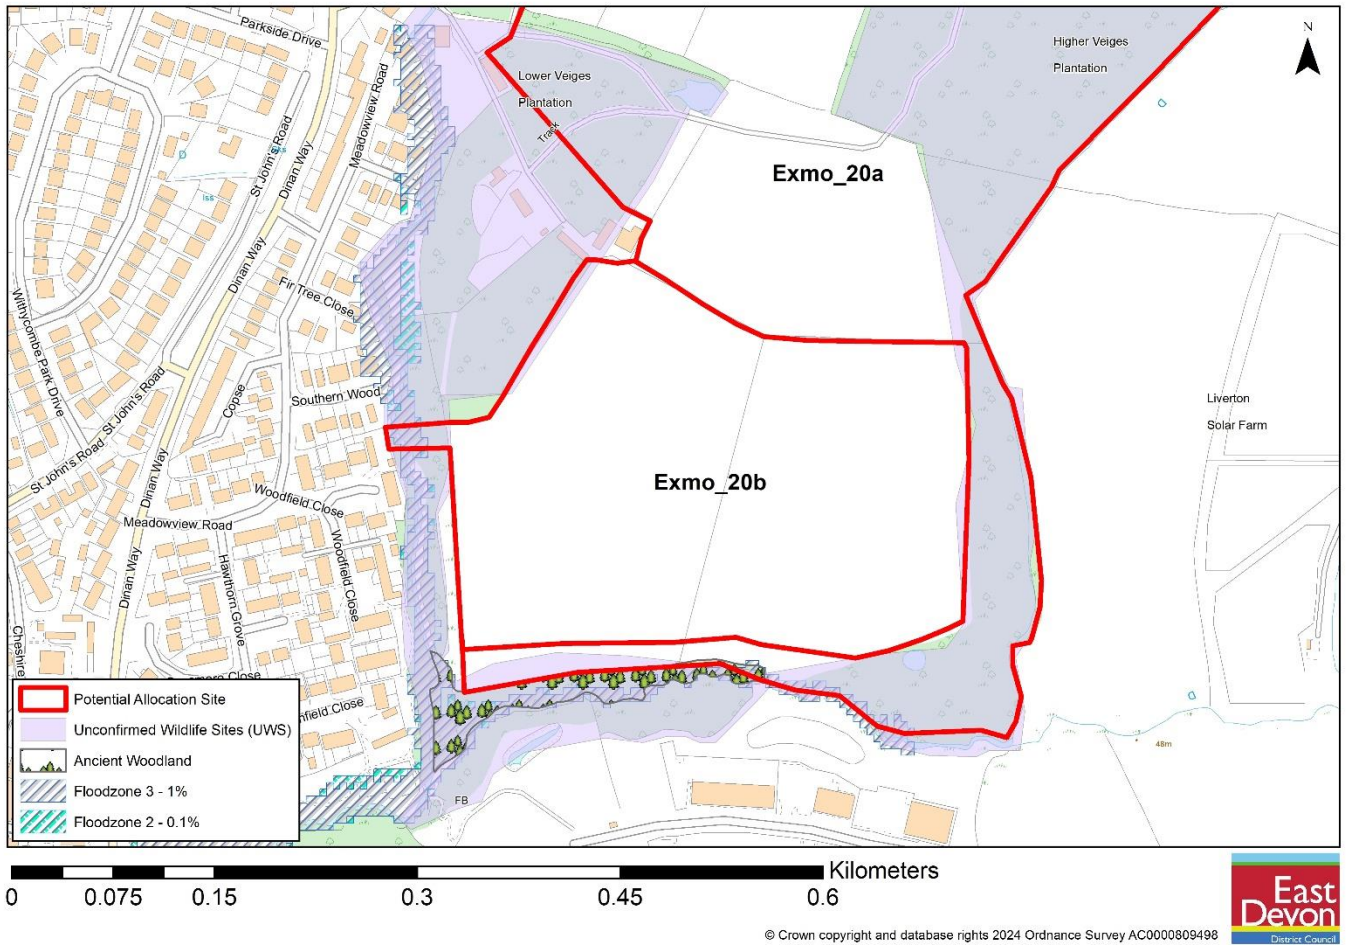 Parkside Drive
Meadowview Road
St John's Road
Dinan Way
Lower Veiges
Plantation
Track
Higher Veiges
Plantation
N
Exmo_20a
Iss
Dinan Way
Fir Tree Close
Withycombe Park Drive
St John's Road
Copse
Southern Wood
Liverton
Solar Farm
St John's Road
Dinan Way
Exmo_20b
Woodfield Close
Meadowview Road
Woodfield Close
Hawthorn Grove
Dinan Way
Cheshire
Close
nfield Close
48m
FB
Potential Allocation Site
Unconfirmed Wildlife Sites (UWS)
Ancient Woodland
Floodzone 3 - 1%
Floodzone 2 - 0.1%
Kilometers
0 0.075 0.15 0.3 0.45 0.6
East
Devon
District Council
© Crown copyright and database rights 2024 Ordnance Survey AC0000809498